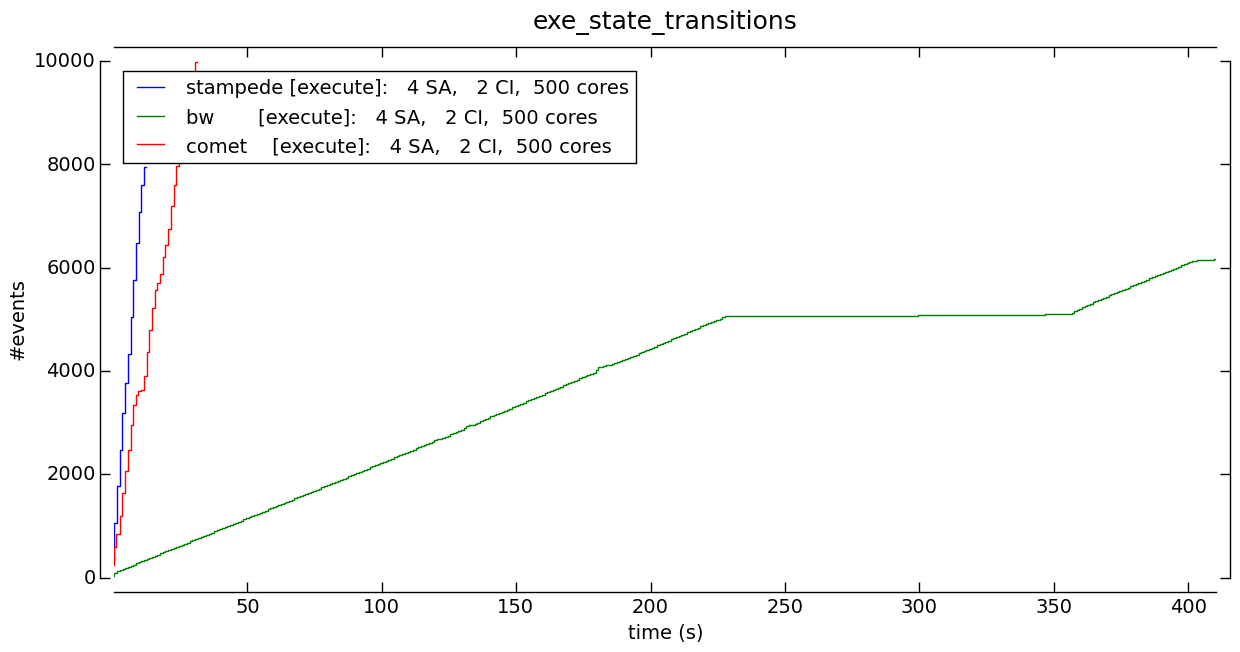 exe_state_transitions
10000
8000
6000
4000
2000
0
#events
stampede [execute]:   4 SA,   2 CI,  500 cores
bw       [execute]:   4 SA,   2 CI,  500 cores
comet    [execute]:   4 SA,   2 CI,  500 cores
50 100 150 200 250 300 350 400
time (s)